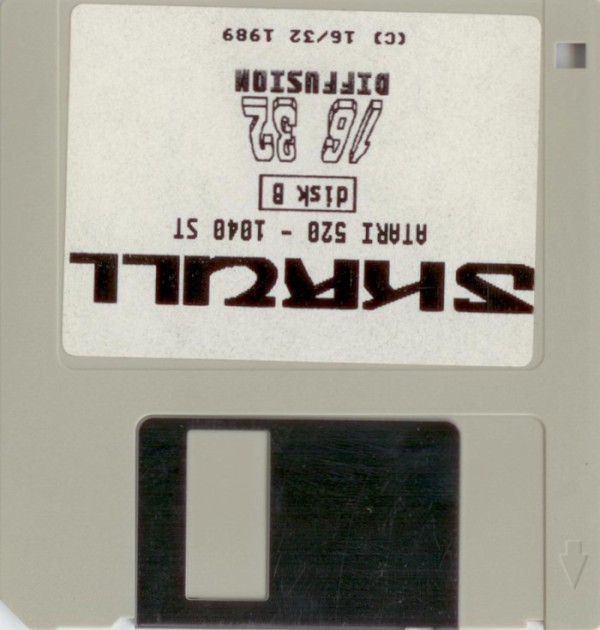 SKRULL
ATARI 520 - 1040 ST
disk B
16 32
DIFFUSION
(C) 16/32 1989